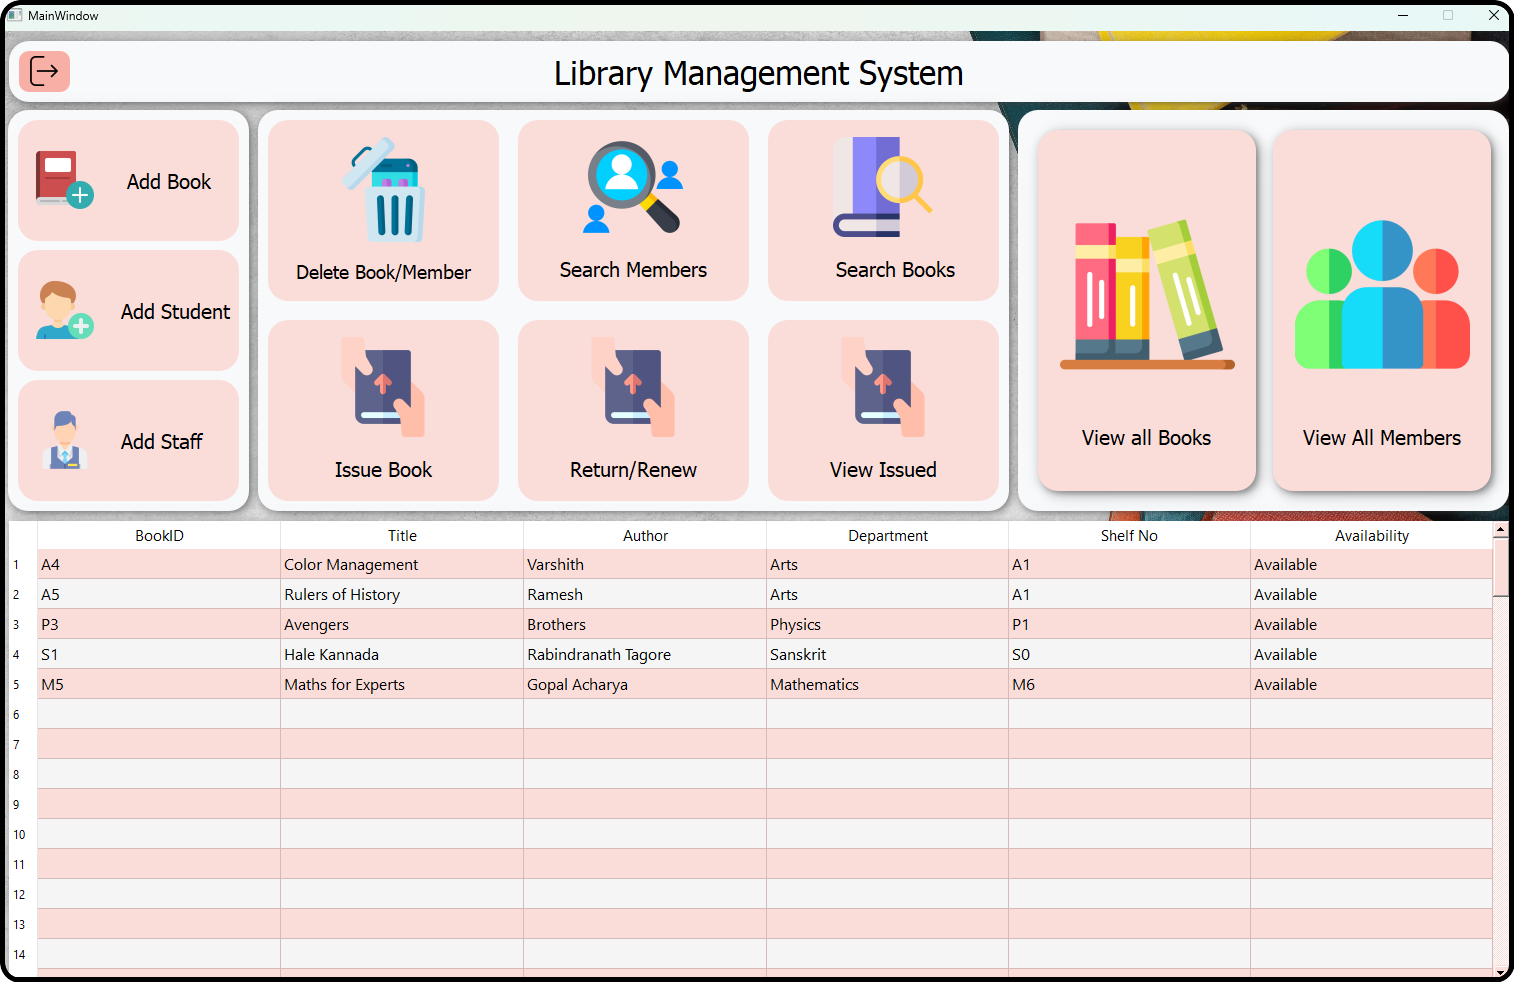 MainWindow
Library Management System
Add Book
Add Student
Add Staff
Delete Book/Member
Search Members
Search Books
Issue Book
Return/Renew
View Issued
View all Books
View All Members
BookID Title Author Department Shelf No Availability
1 A4 Color Management Varshith Arts A1 Available
2 A5 Rulers of History Ramesh Arts A1 Available
3 P3 Avengers Brothers Physics P1 Available
4 S1 Hale Kannada Rabindranath Tagore Sanskrit S0 Available
5 M5 Maths for Experts Gopal Acharya Mathematics M6 Available
6
7
8
9
10
11
12
13
14